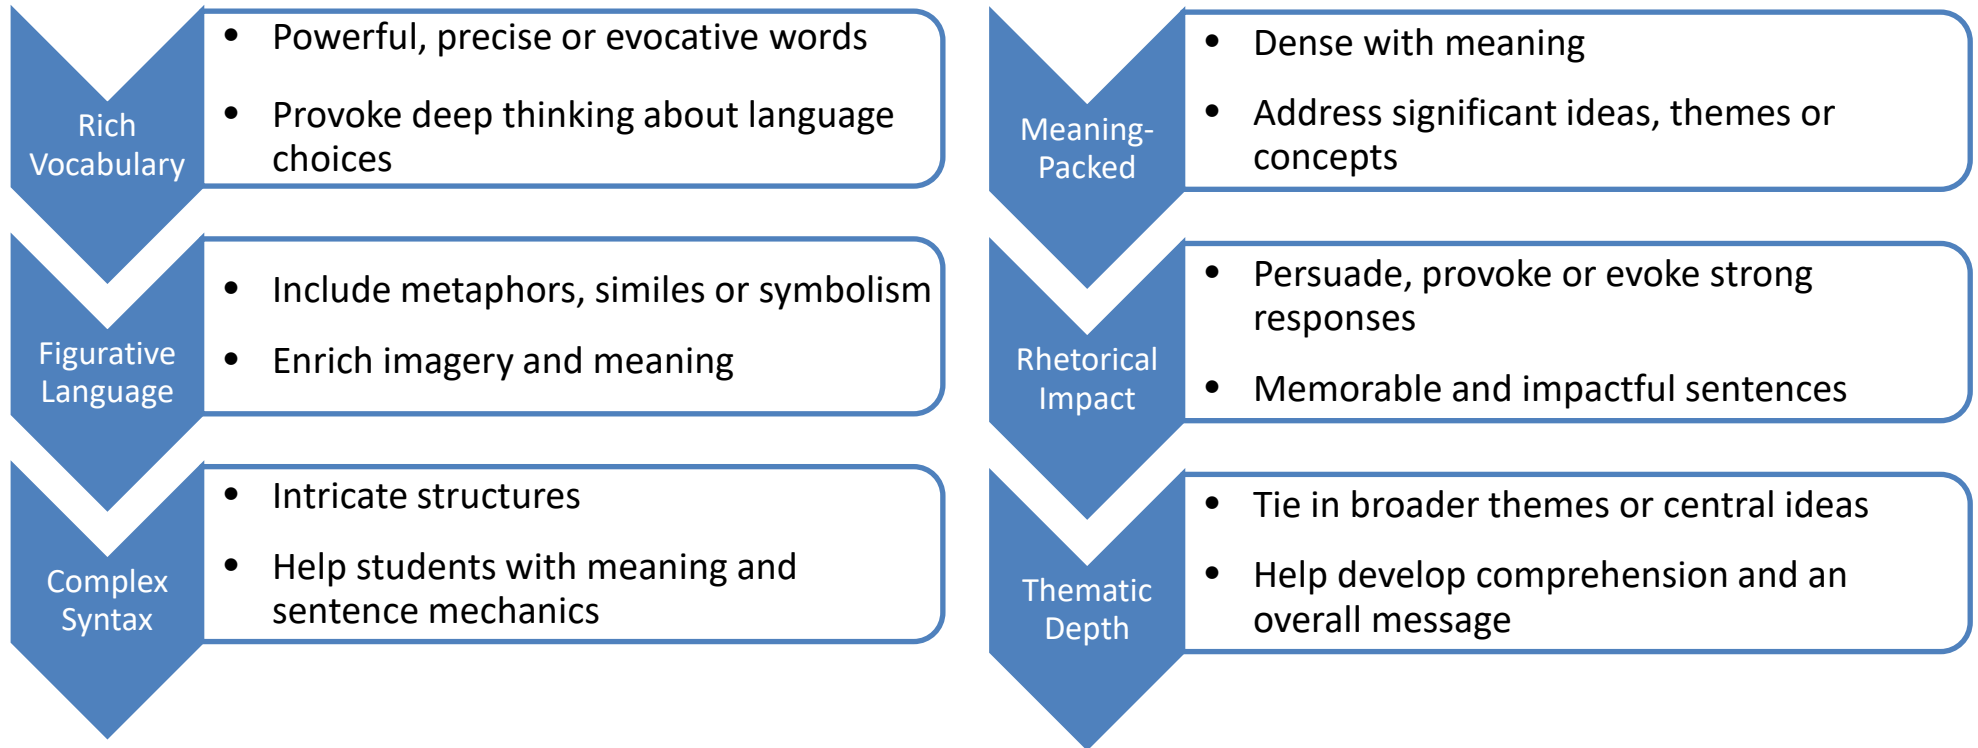 Rich
Vocabulary
• Powerful, precise or evocative words
• Provoke deep thinking about language
choices
Figurative
Language
• Include metaphors, similes or symbolism
• Enrich imagery and meaning
Complex
Syntax
• Intricate structures
• Help students with meaning and
sentence mechanics
Meaning-
Packed
• Dense with meaning
• Address significant ideas, themes or
concepts
Rhetorical
Impact
• Persuade, provoke or evoke strong
responses
• Memorable and impactful sentences
Thematic
Depth
• Tie in broader themes or central ideas
• Help develop comprehension and an
overall message